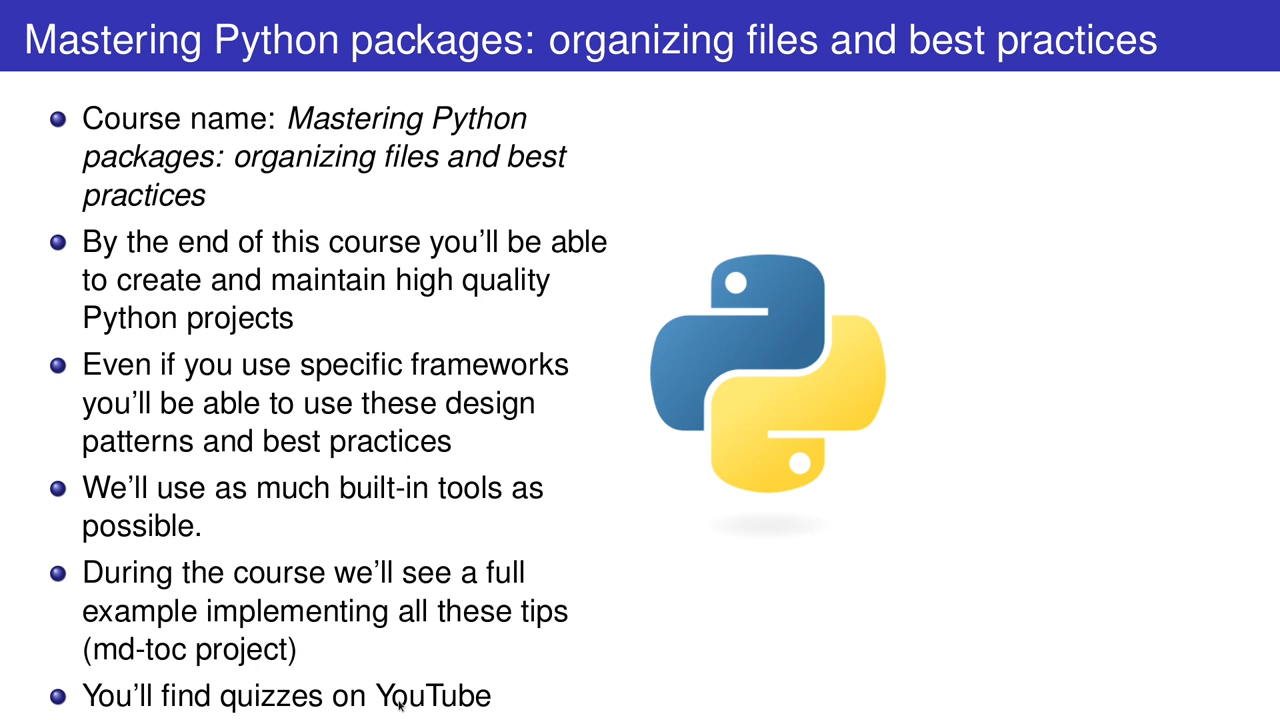 Mastering Python packages: organizing files and best practices
Course name: Mastering Python
packages: organizing files and best
practices
By the end of this course you'll be able
to create and maintain high quality
Python projects
Even if you use specific frameworks
you'll be able to use these design
patterns and best practices
We'll use as much built-in tools as
possible.
During the course we'll see a full
example implementing all these tips
(md-toc project)
You'll find quizzes on YouTube